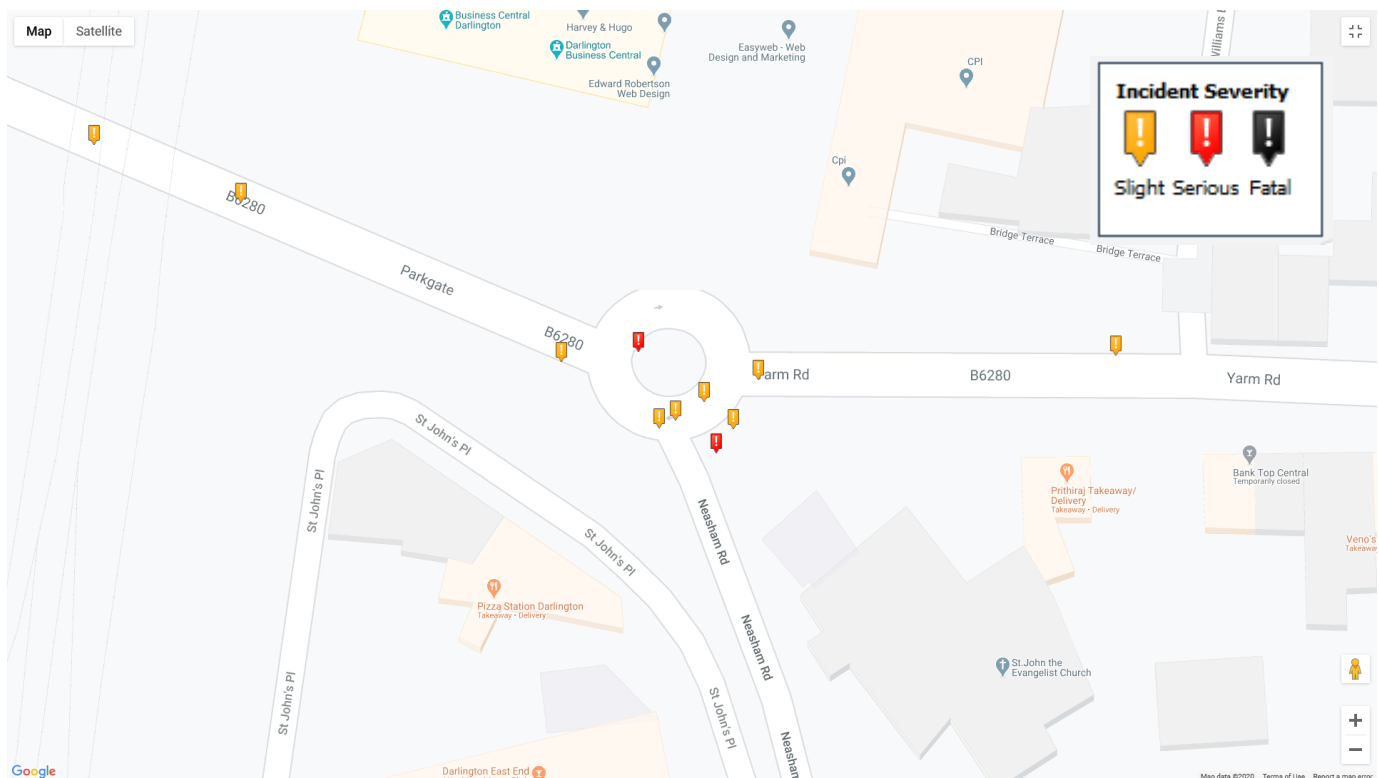 Map
Satellite
Business Central
Darlington
Harvey & Hugo
Darlington
Business Central
Edward Robertson
Web Design
Easyweb - Web
Design and Marketing
CPI
Cpi
Williams
Incident Severity
Slight Serious Fatal
Bridge Terrace
Bridge Terrace
B6280
Parkgate
B6280
Yarm Rd
B6280
Yarm Rd
St John's Pl
St John's Pl
St John's Pl
St John's Pl
St John's Pl
Neasham Rd
Neasham Rd
Neasham
Prithiraj Takeaway/
Delivery
Takeaway • Delivery
Bank Top Central
Temporarily closed
Veno's
Takeaway
Pizza Station Darlington
Takeaway • Delivery
St.John the
Evangelist Church
Darlington East End
Google
Map data ©2020
Terms of Use
Report a map error